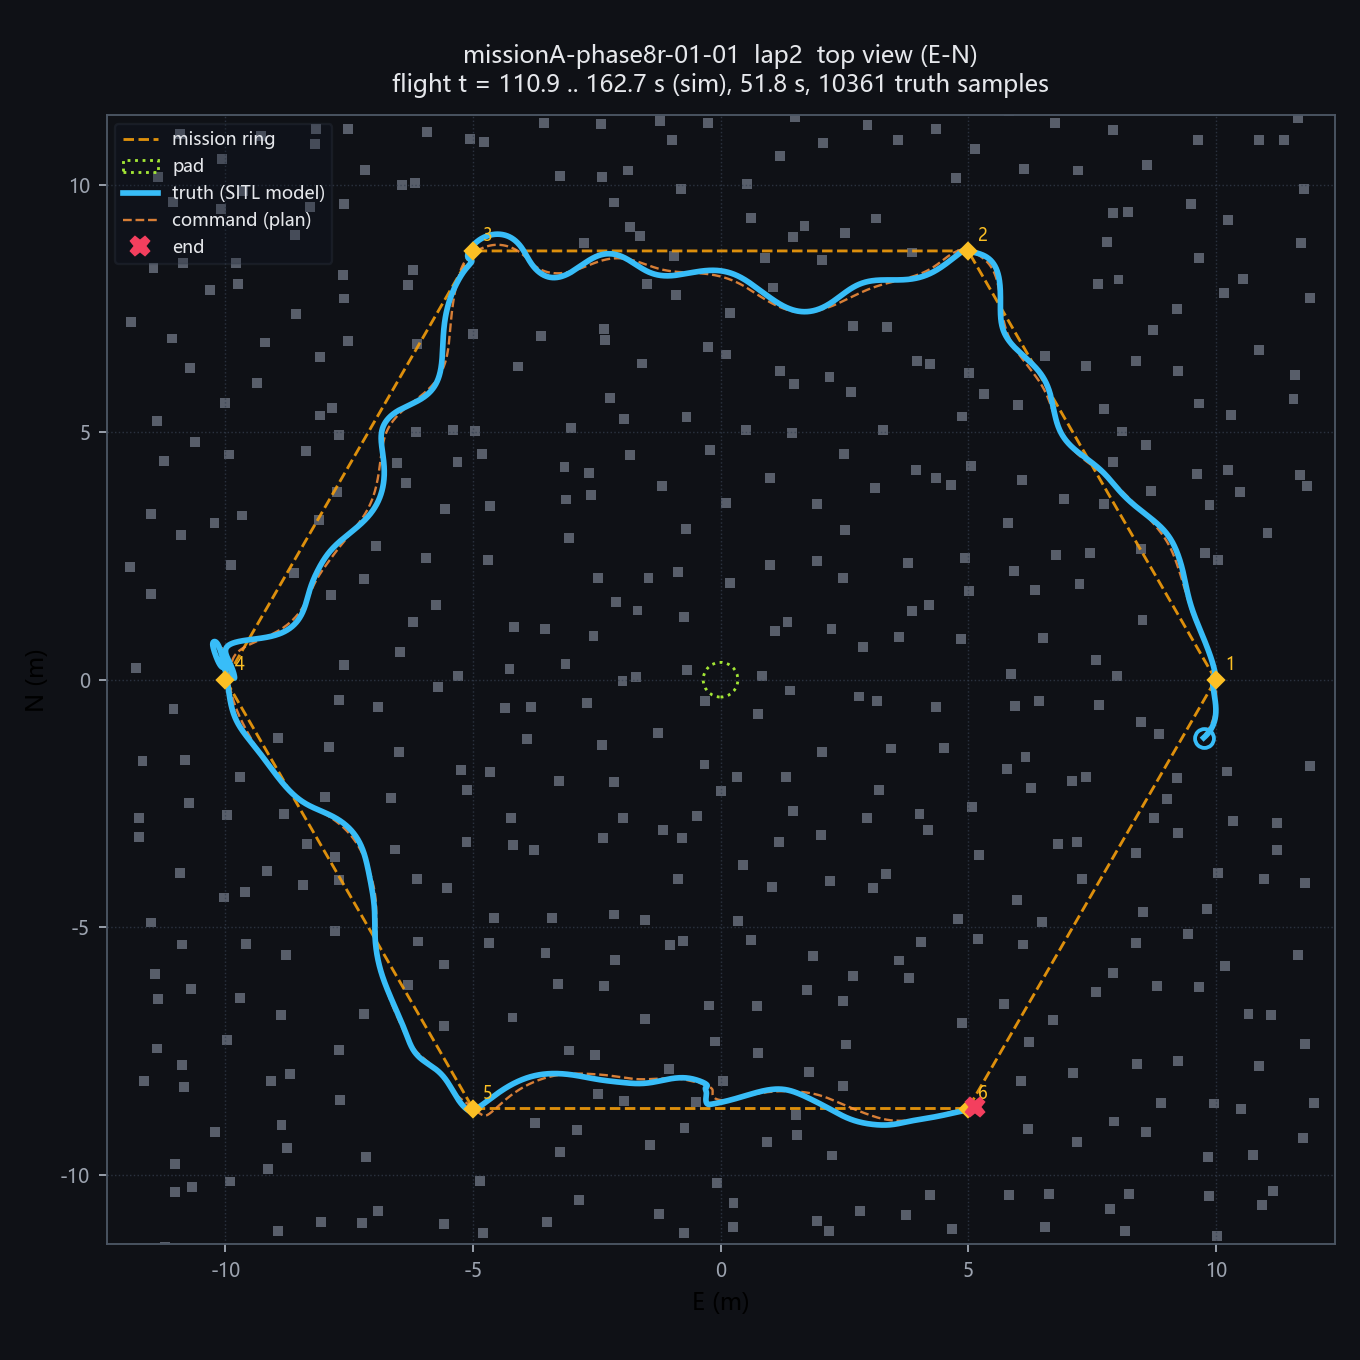 missionA-phase8r-01-01  lap2  top view (E-N)
flight t = 110.9 .. 162.7 s (sim), 51.8 s, 10361 truth samples
mission ring
pad
truth (SITL model)
command (plan)
end
10
5
0
-5
-10
N (m)
3
2
4
1
5
6
-10
-5
0
5
10
E (m)